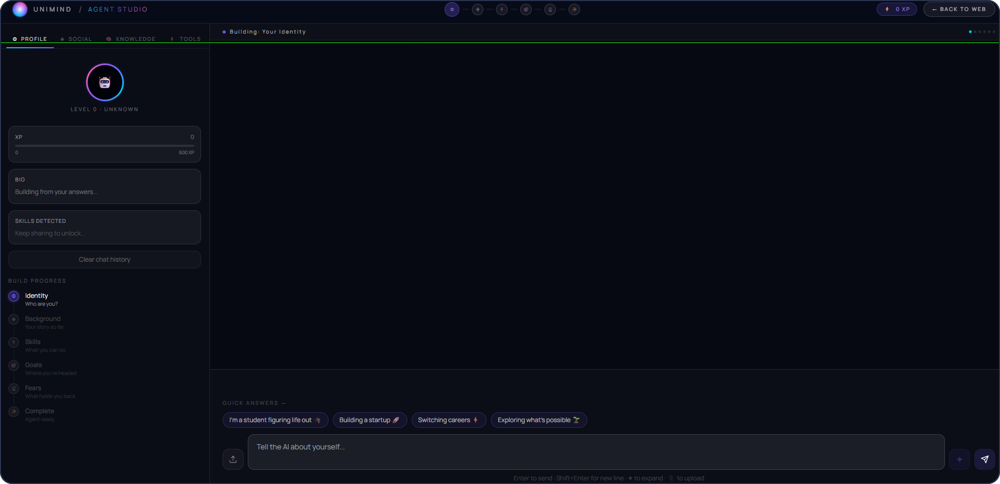 UNIMIND / AGENT STUDIO
0 XP
← BACK TO WEB
PROFILE
SOCIAL
KNOWLEDGE
TOOLS
Building: Your Identity
LEVEL 0 · UNKNOWN
XP
0
0
600 XP
BIO
Building from your answers...
SKILLS DETECTED
Keep sharing to unlock...
Clear chat history
BUILD PROGRESS
Identity
Who are you?
Background
Your story so far
Skills
What you can do
Goals
Where you're headed
Fears
What holds you back
Complete
Agent ready
QUICK ANSWERS →
I'm a student figuring life out
Building a startup 🚀
Switching careers ⚡
Exploring what's possible 🌱
Tell the AI about yourself...
Enter to send · Shift+Enter for new line · ✦ to expand · 📎 to upload